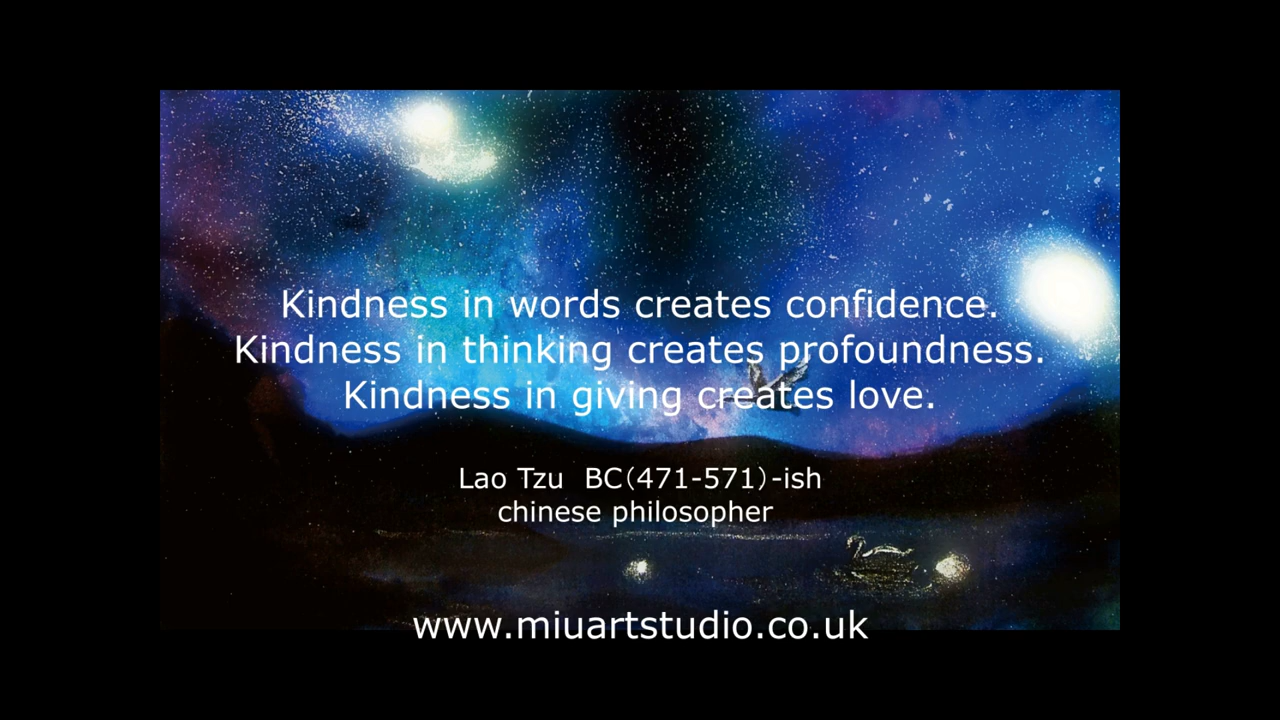 Kindness in words creates confidence.
Kindness in thinking creates profoundness.
Kindness in giving creates love.
Lao Tzu  BC(471-571)-ish
chinese philosopher
www.miuartstudio.co.uk